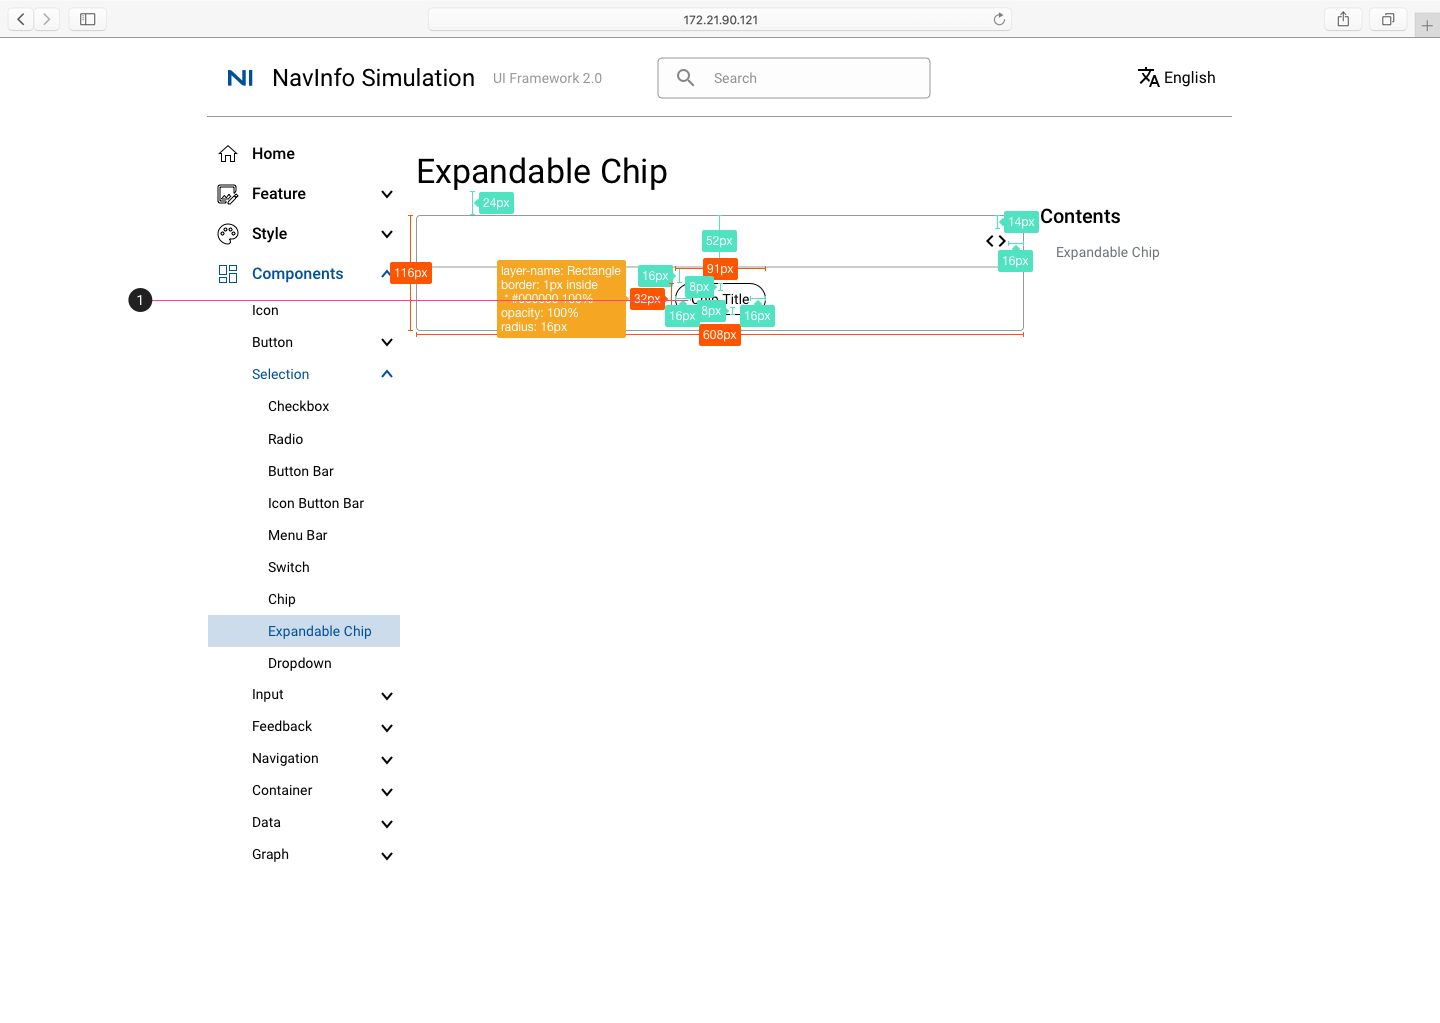 172.21.90.121
NI NavInfo Simulation UI Framework 2.0 Search English
Home
Feature
Style
Components
Icon
Button
Selection
Checkbox
Radio
Button Bar
Icon Button Bar
Menu Bar
Switch
Chip
Expandable Chip
Dropdown
Input
Feedback
Navigation
Container
Data
Graph
Expandable Chip
24px
14px
52px
16px
116px
layer-name: Rectangle
border: 1px inside
* #000000 100%
opacity: 100%
radius: 16px
16px
91px
8px
32px
Title
16px
8px
16px
608px
1
Contents
Expandable Chip